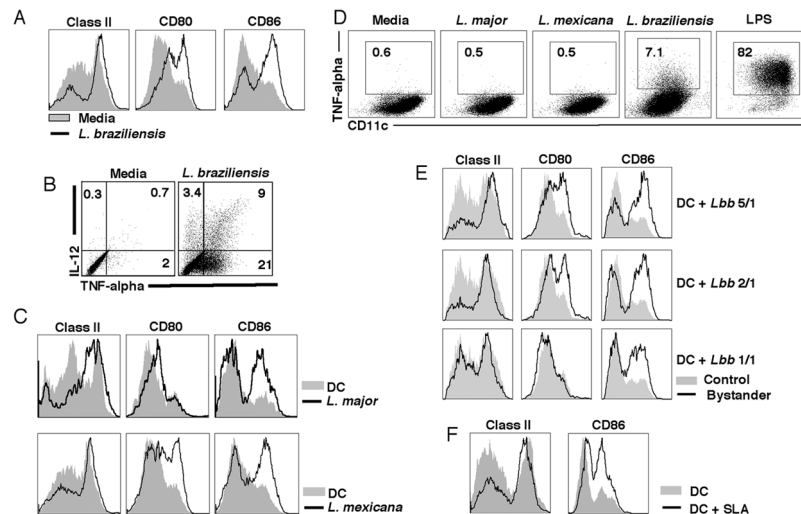 A
Class II CD80 CD86
Media
L. braziliensis
B
Media L. braziliensis
0.3 0.7 3.4 9
2 21
IL-12
TNF-alpha
C
Class II CD80 CD86
DC
L. major
DC
L. mexicana
D
Media L. major L. mexicana L. braziliensis LPS
0.6 0.5 0.5 7.1 82
TNF-alpha
CD11c
E
Class II CD80 CD86
DC + Lbb 5/1
DC + Lbb 2/1
DC + Lbb 1/1
Control
Bystander
F
Class II CD86
DC
DC + SLA